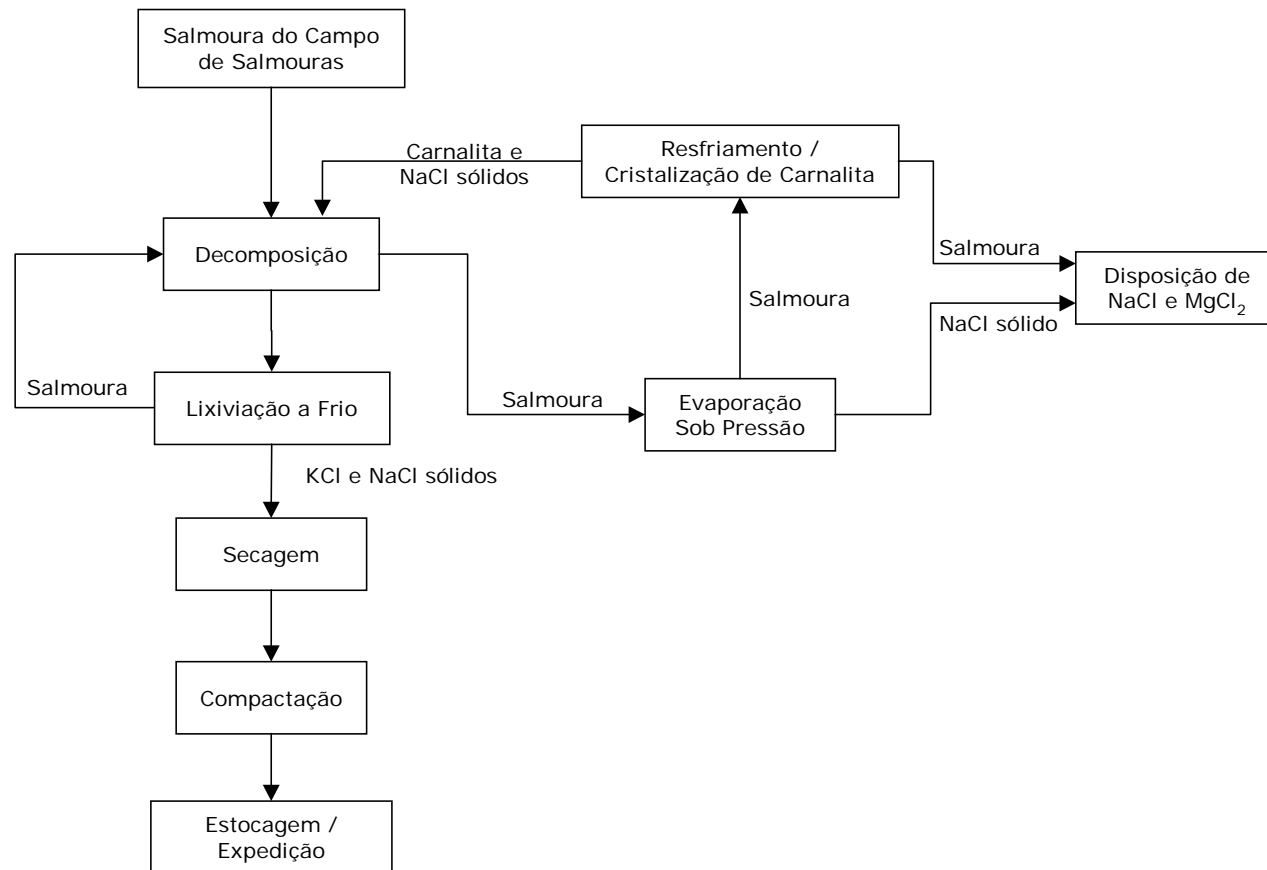 Salmoura do Campo
de Salmouras
Carnalita e
NaCl sólidos
Resfriamento /
Cristalização de Carnalita
Decomposição
Salmoura
Disposição de
NaCl e MgCl₂
Salmoura
NaCl sólido
Salmoura
Lixiviação a Frio
Salmoura
Evaporação
Sob Pressão
KCl e NaCl sólidos
Secagem
Compactação
Estocagem /
Expedição